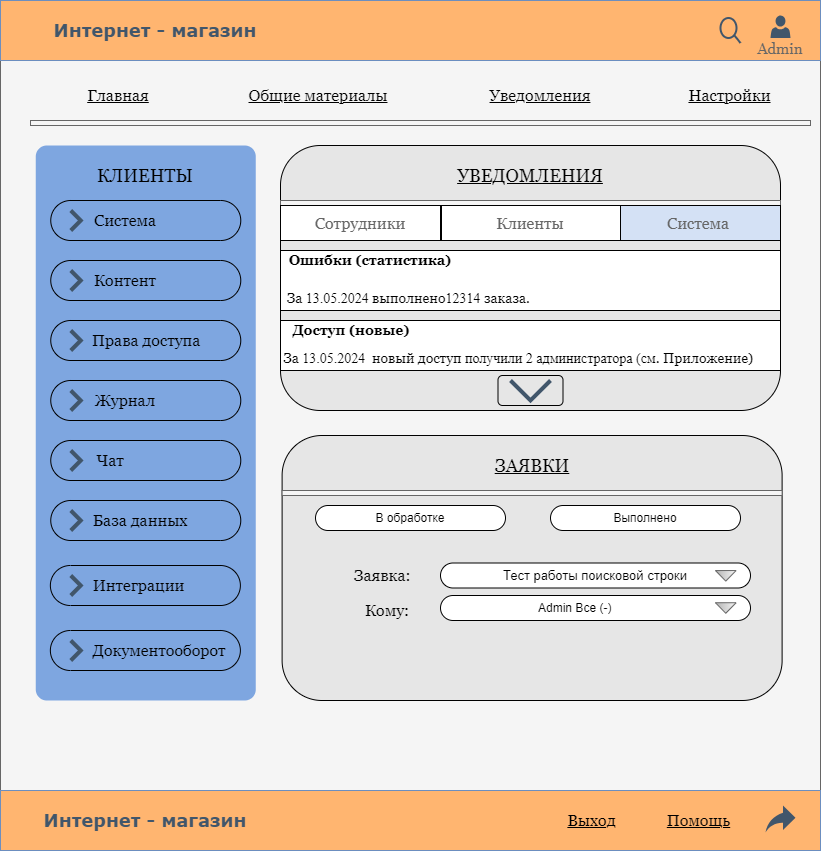 Интернет - магазин
Admin
Главная
Общие материалы
Уведомления
Настройки
КЛИЕНТЫ
Система
Контент
Права доступа
Журнал
Чат
База данных
Интеграции
Документооборот
УВЕДОМЛЕНИЯ
Сотрудники
Клиенты
Система
Ошибки (статистика)
За 13.05.2024 выполнено12314 заказа.
Доступ (новые)
За 13.05.2024 новый доступ получили 2 администратора (см. Приложение)
ЗАЯВКИ
В обработке
Выполнено
Заявка:
Тест работы поисковой строки
Кому:
Admin Все (-)
Интернет - магазин
Выход
Помощь